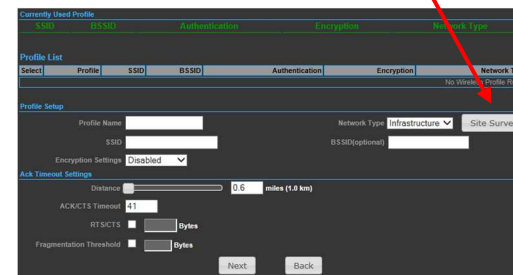 Currently Used Profile
SSID BSSID Authentication Encryption Network Type
Profile List
Select Profile SSID BSSID Authentication Encryption Network T
No Wireless Profile R
Profile Setup
Profile Name Network Type Infrastructure Site Surve
SSID BSSID(optional)
Encryption Settings Disabled
Ack Timeout Settings
Distance 0.6 miles (1.0 km)
ACK/CTS Timeout 41
RTS/CTS Bytes
Fragmentation Threshold Bytes
Next Back